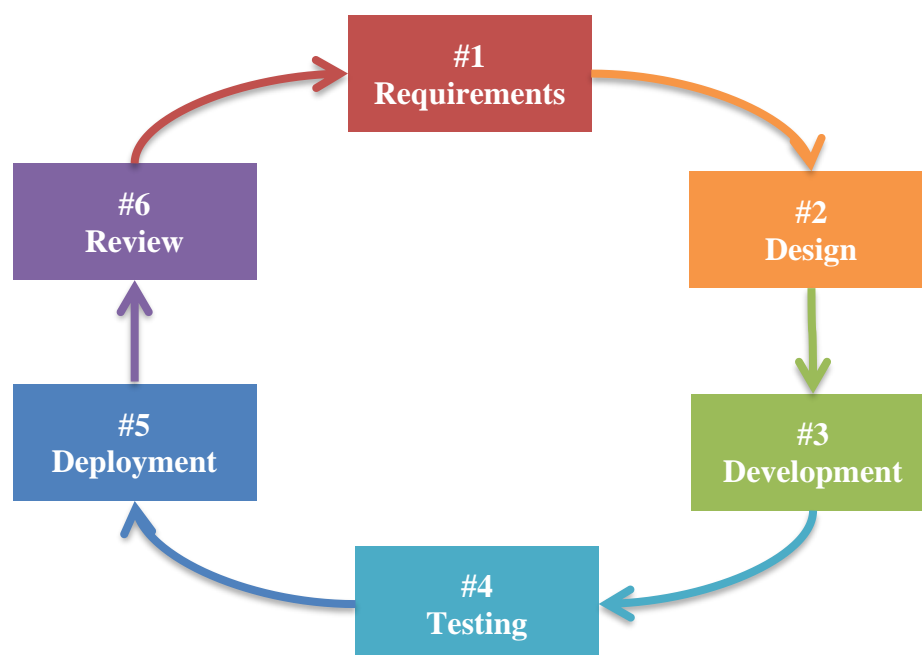 #1
Requirements
#2
Design
#3
Development
#4
Testing
#5
Deployment
#6
Review